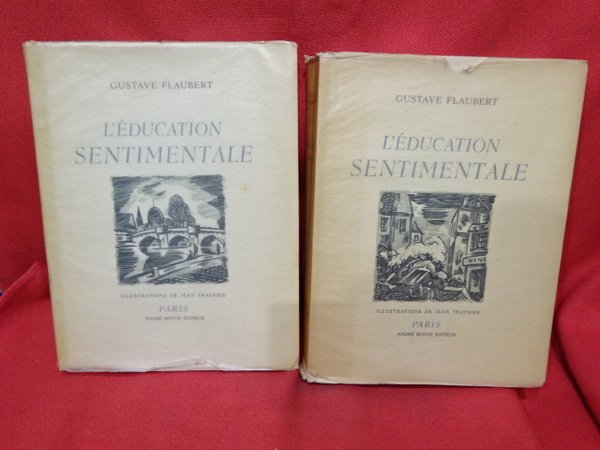 GUSTAVE FLAUBERT
L'ÉDUCATION
SENTIMENTALE
ILLUSTRATIONS DE JEAN TRAYNIER
PARIS
ANDRÉ BONNE ÉDITEUR
GUSTAVE FLAUBERT
L'ÉDUCATION
SENTIMENTALE
ILLUSTRATIONS DE JEAN TRAYNIER
PARIS
ANDRÉ BONNE ÉDITEUR